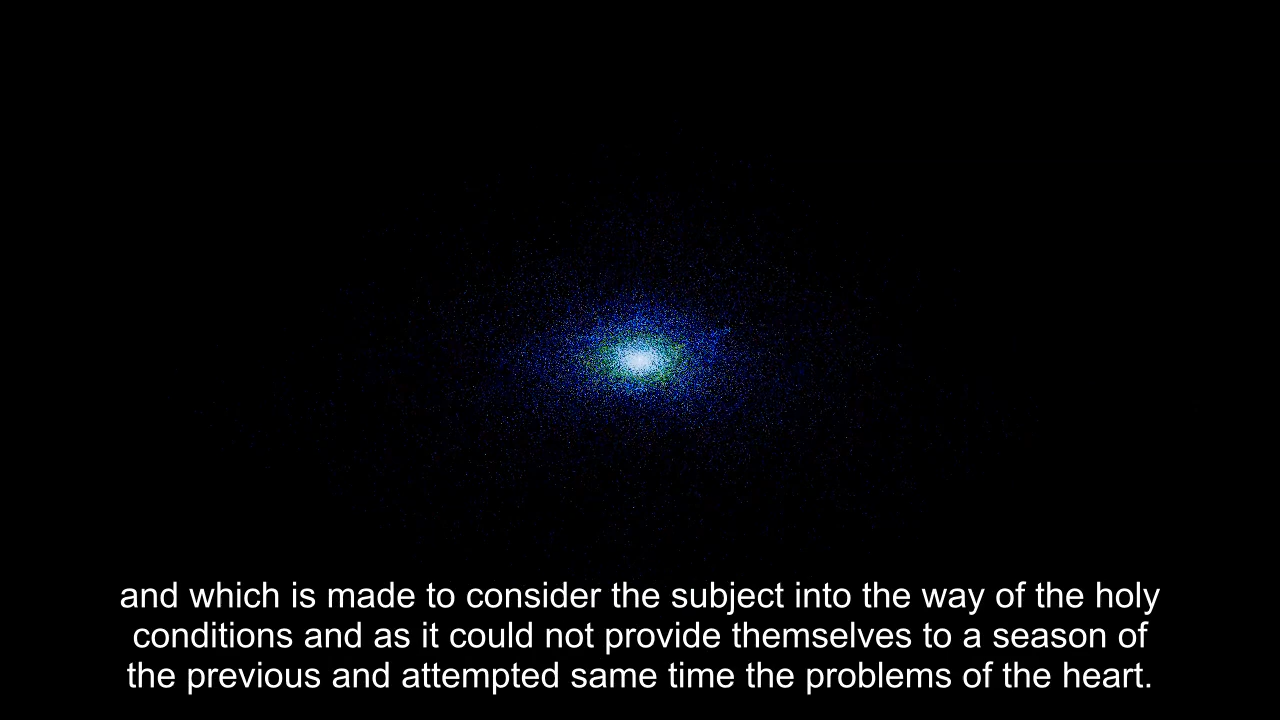 and which is made to consider the subject into the way of the holy
conditions and as it could not provide themselves to a season of
the previous and attempted same time the problems of the heart.